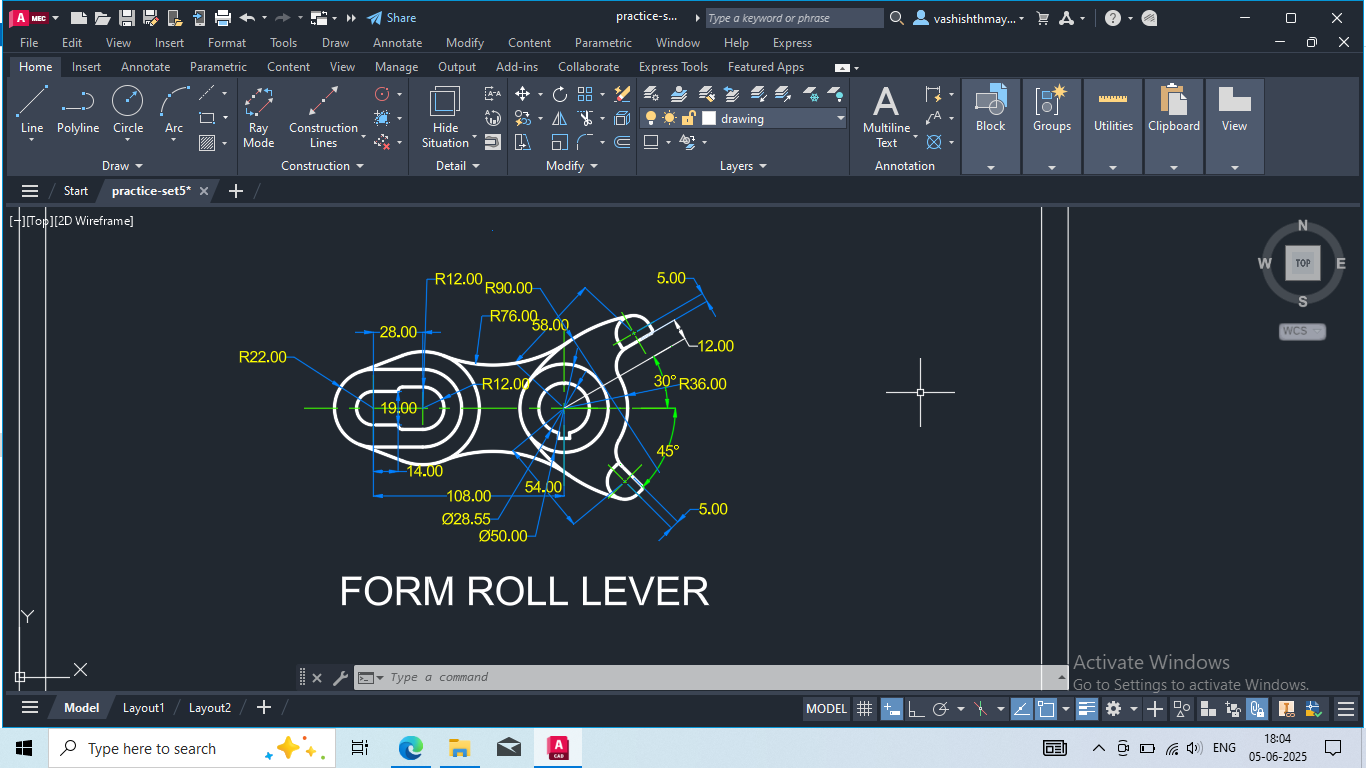 A MEC Share practice-s... Type a keyword or phrase vashishthmay...
File Edit View Insert Format Tools Draw Annotate Modify Content Parametric Window Help Express
Home Insert Annotate Parametric Content View Manage Output Add-ins Collaborate Express Tools Featured Apps
Line Polyline Circle Arc Ray Mode Construction Lines Hide Situation drawing Multiline Text Block Groups Utilities Clipboard View
Draw Construction Detail Modify Layers Annotation
Start practice-set5*
[−][Top][2D Wireframe]
N
W TOP E
S
WCS
R12.00 R90.00 5.00
R76.00 58.00
28.00 12.00
R22.00
R12.00 30° R36.00
19.00
45°
14.00
54.00
108.00
5.00
Ø28.55
Ø50.00
FORM ROLL LEVER
Y
X
Type a command
Activate Windows
Go to Settings to activate Windows.
Model Layout1 Layout2 MODEL
Type here to search A CAD ENG 18:04
05-06-2025